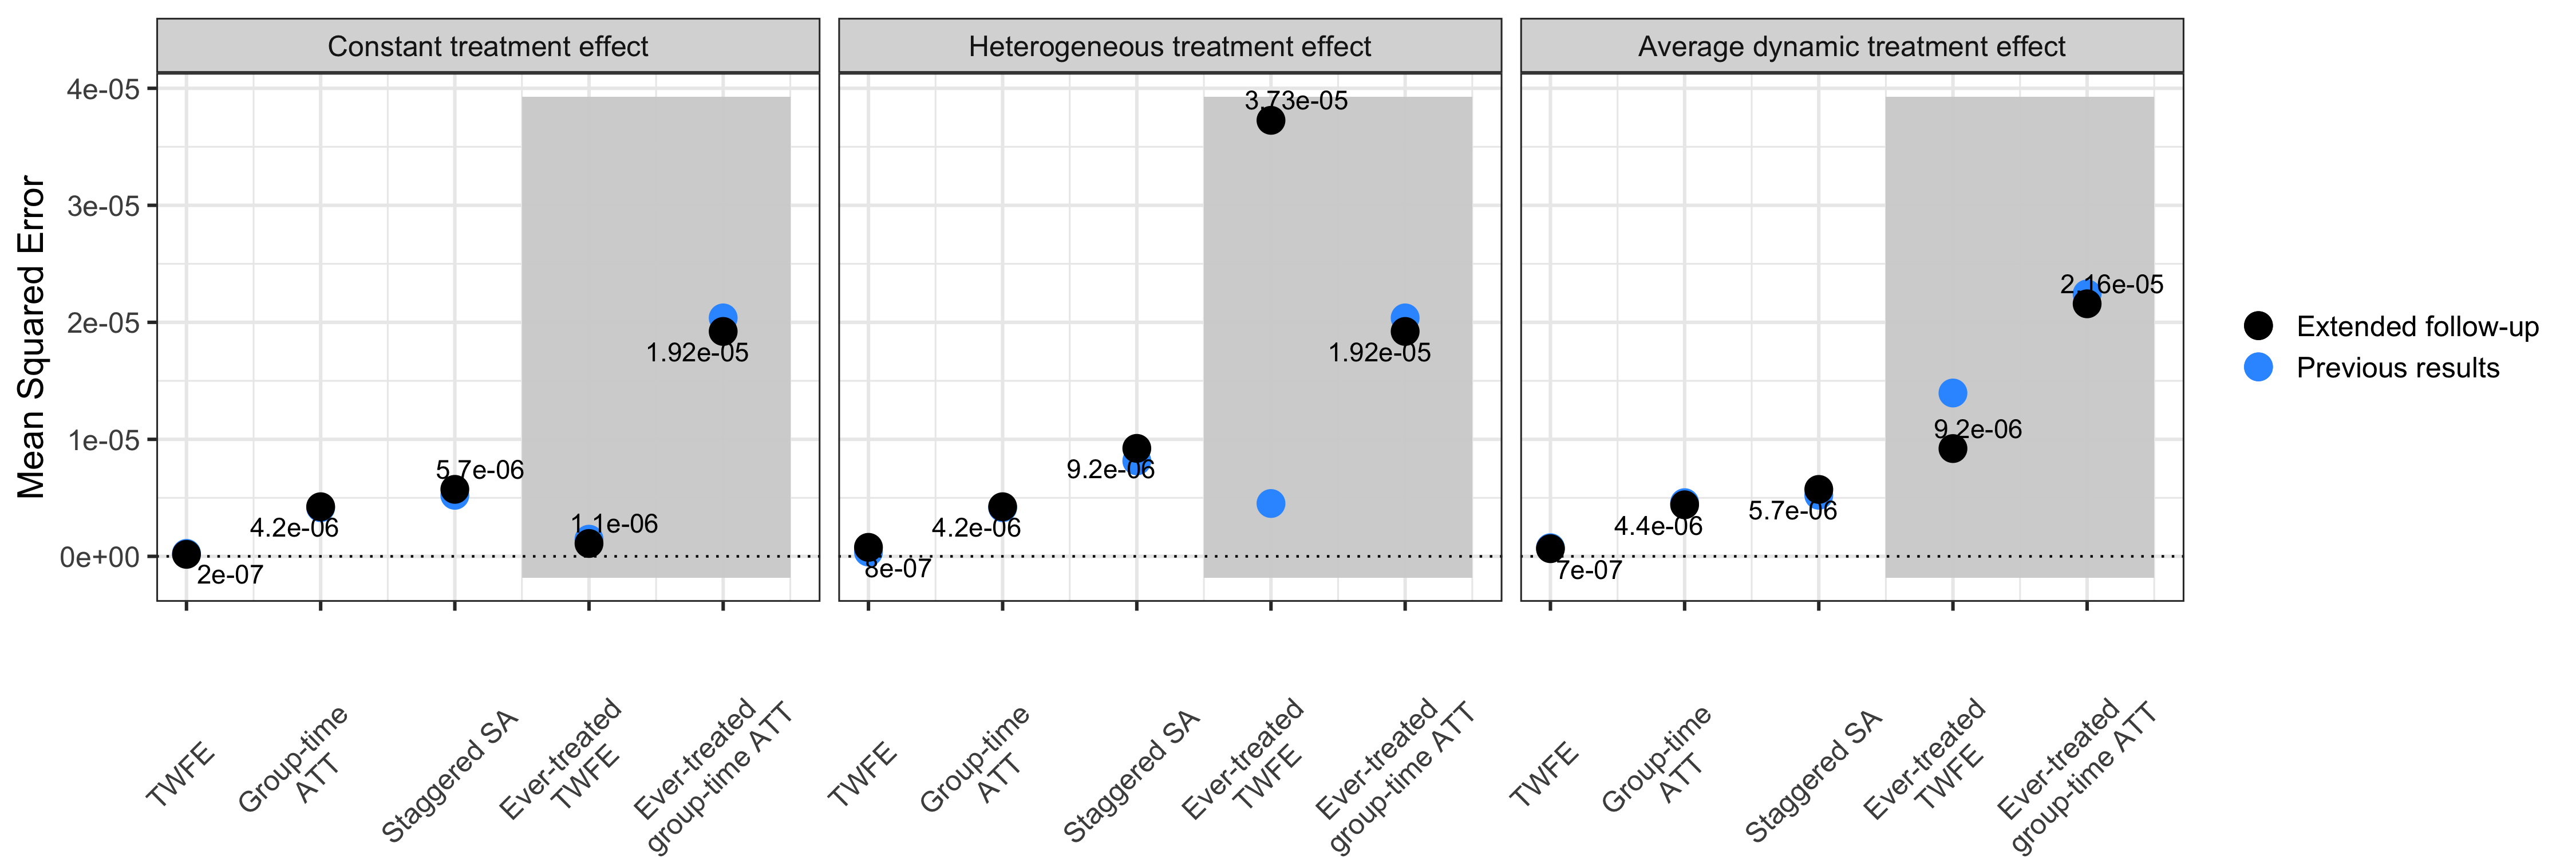 Constant treatment effect
Heterogeneous treatment effect
Average dynamic treatment effect
Mean Squared Error
4e-05
3e-05
2e-05
1e-05
0e+00
2e-07
4.2e-06
5.7e-06
1.1e-06
1.92e-05
8e-07
4.2e-06
9.2e-06
3.73e-05
1.92e-05
7e-07
4.4e-06
5.7e-06
9.2e-06
2.16e-05
TWFE
Group-time
ATT
Staggered SA
Ever-treated
TWFE
Ever-treated
group-time ATT
TWFE
Group-time
ATT
Staggered SA
Ever-treated
TWFE
Ever-treated
group-time ATT
TWFE
Group-time
ATT
Staggered SA
Ever-treated
TWFE
Ever-treated
group-time ATT
Extended follow-up
Previous results